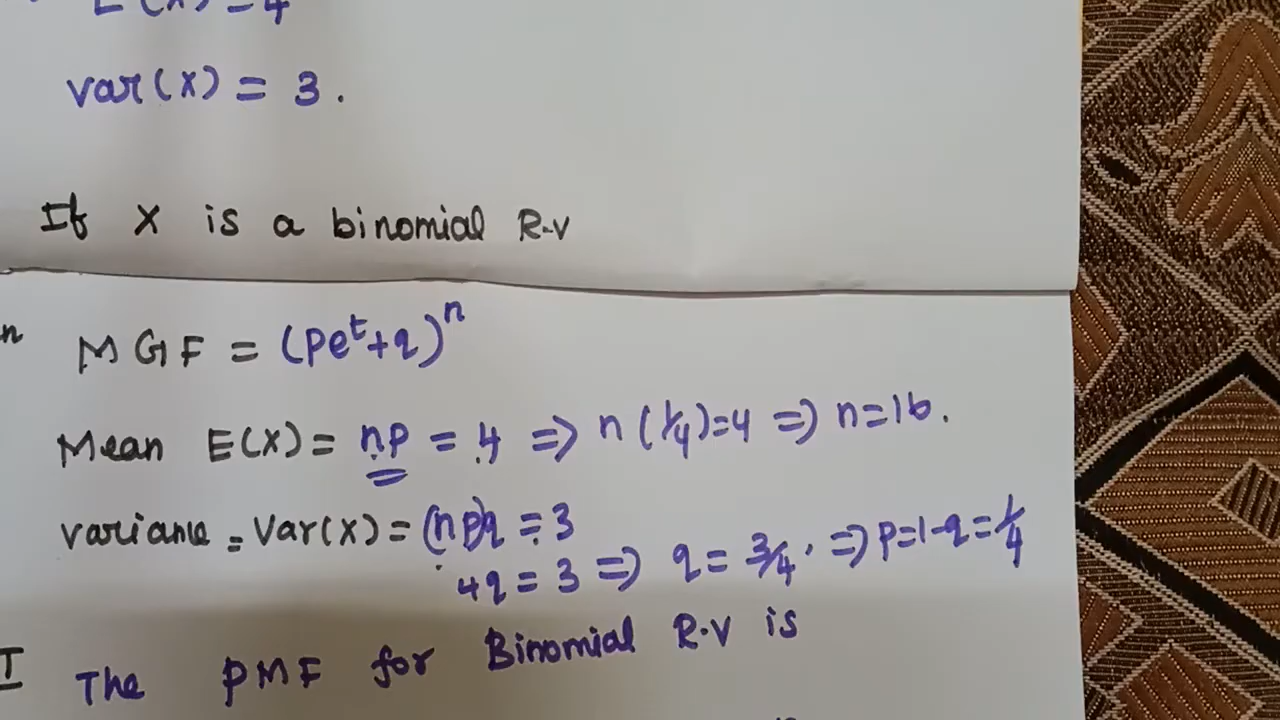 E(X) = 4
Var(X) = 3.
If X is a binomial R.V
n MGF = (Pe^t+q)^n
Mean E(X) = np = 4 => n(1/4)=4 => n=16.
Variance = Var(X) = (np)q = 3
4q = 3 => q = 3/4, => p=1-q=1/4
I The PMF for Binomial R.V is